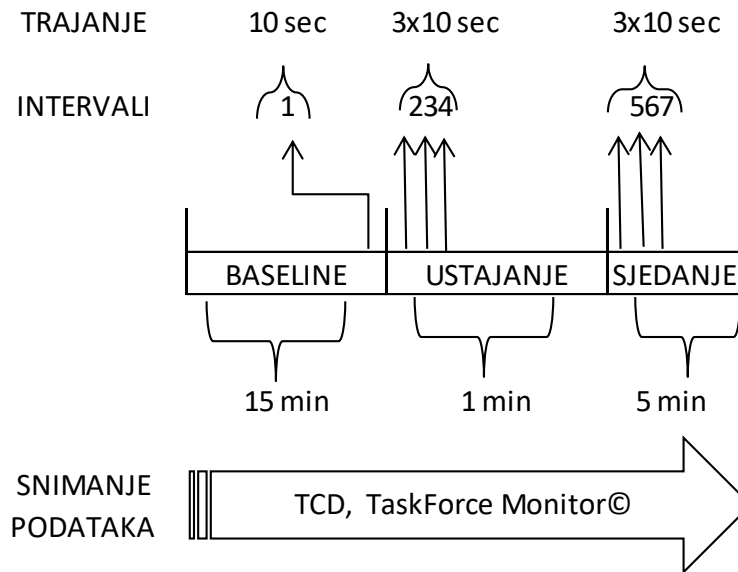 TRAJANJE 10 sec 3x10 sec 3x10 sec
INTERVALI 1 234 567
BASELINE USTAJANJE SJEDANJE
15 min 1 min 5 min
SNIMANJE
PODATAKA
TCD, TaskForce Monitor©